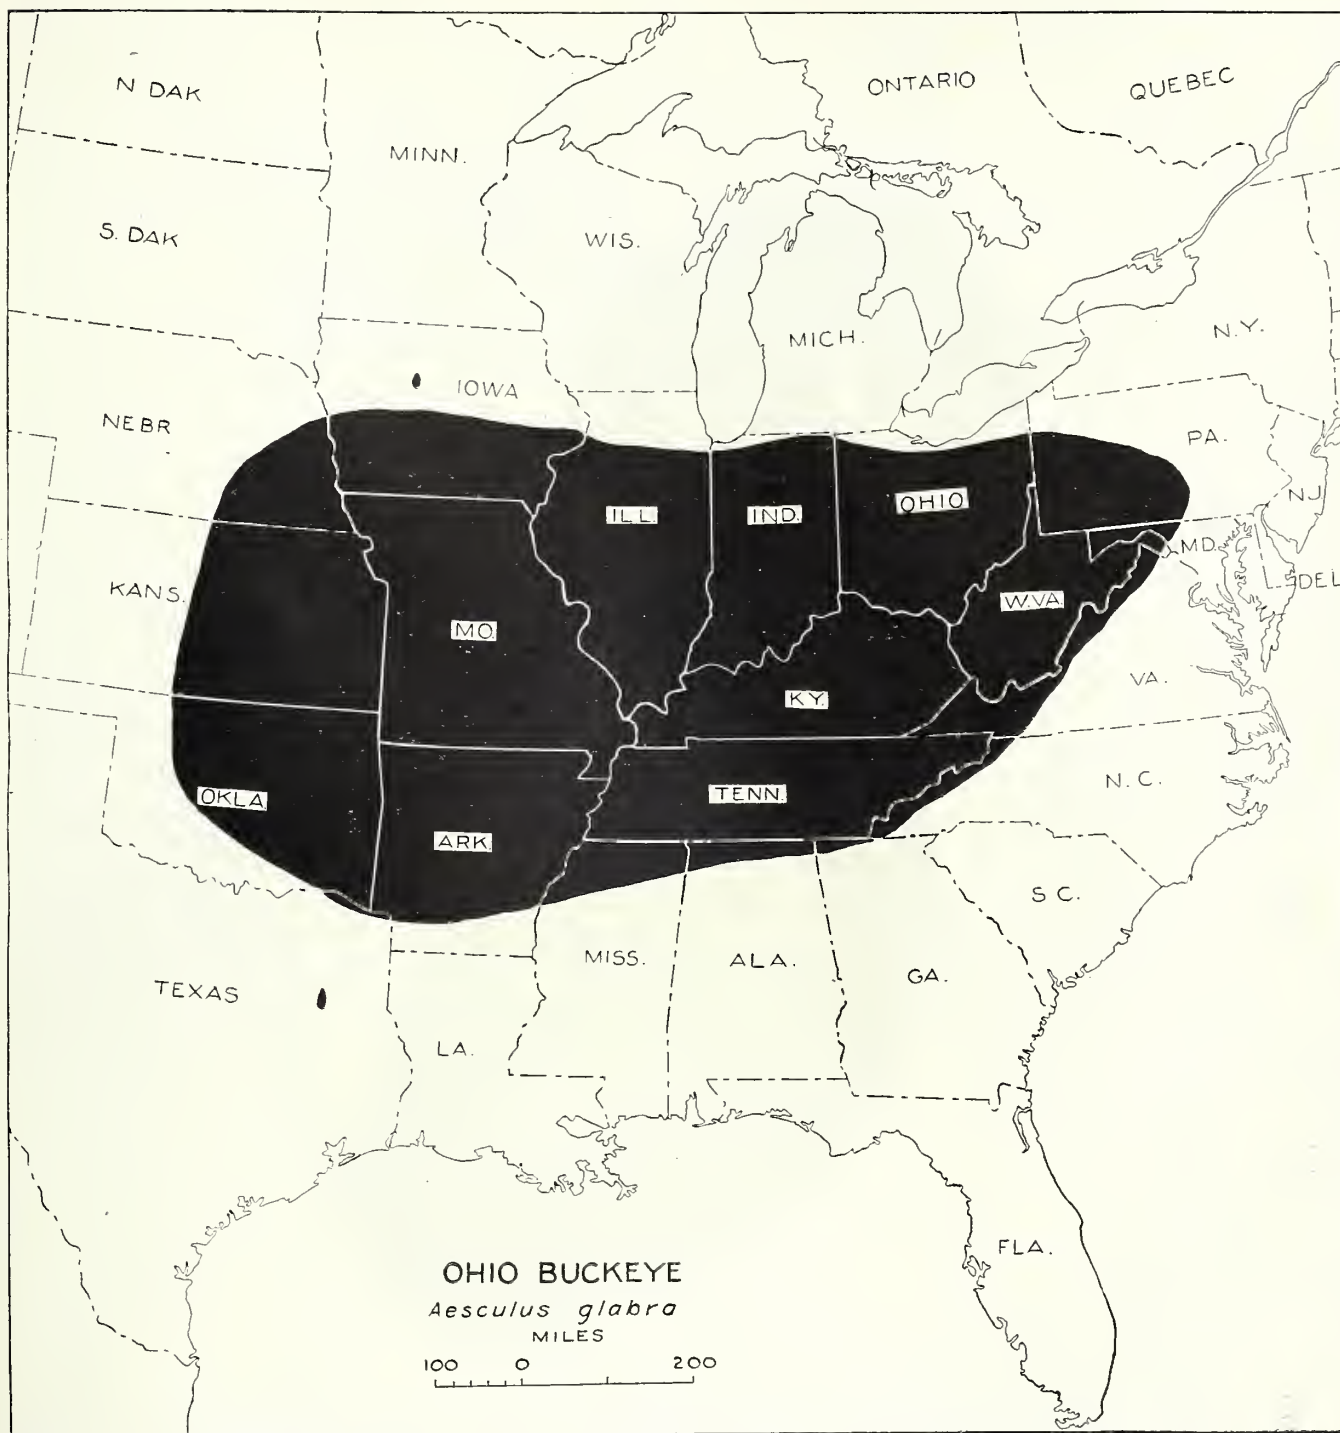 N DAK
MINN.
ONTARIO
QUEBEC
S. DAK
WIS.
MICH.
N.Y.
IOWA
NEBR
PA.
ILL.
IND.
OHIO
N.J.
MD.
KANS.
MO.
W.VA.
DEL
KY.
VA.
OKLA.
ARK.
TENN.
N.C.
S C.
TEXAS
MISS.
ALA.
GA.
LA.
FLA.
OHIO BUCKEYE
Aesculus glabra
MILES
100 0 200